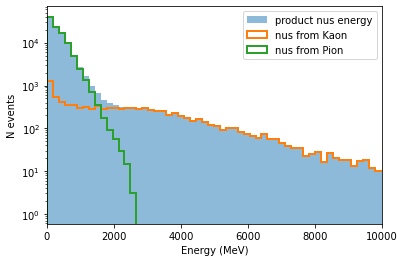 product nus energy
nus from Kaon
nus from Pion
10⁴
10³
10²
10¹
10⁰
N events
0 2000 4000 6000 8000 10000
Energy (MeV)